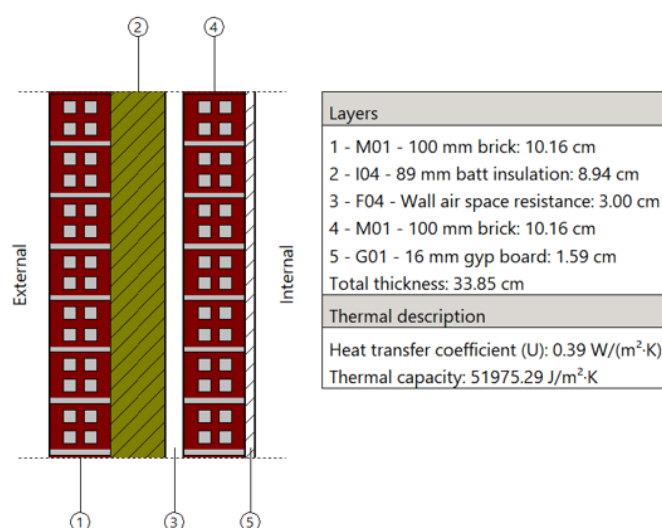 2
4
External
Internal
1
3
5
Layers
1 - M01 - 100 mm brick: 10.16 cm
2 - I04 - 89 mm batt insulation: 8.94 cm
3 - F04 - Wall air space resistance: 3.00 cm
4 - M01 - 100 mm brick: 10.16 cm
5 - G01 - 16 mm gyp board: 1.59 cm
Total thickness: 33.85 cm
Thermal description
Heat transfer coefficient (U): 0.39 W/(m²·K)
Thermal capacity: 51975.29 J/m²·K